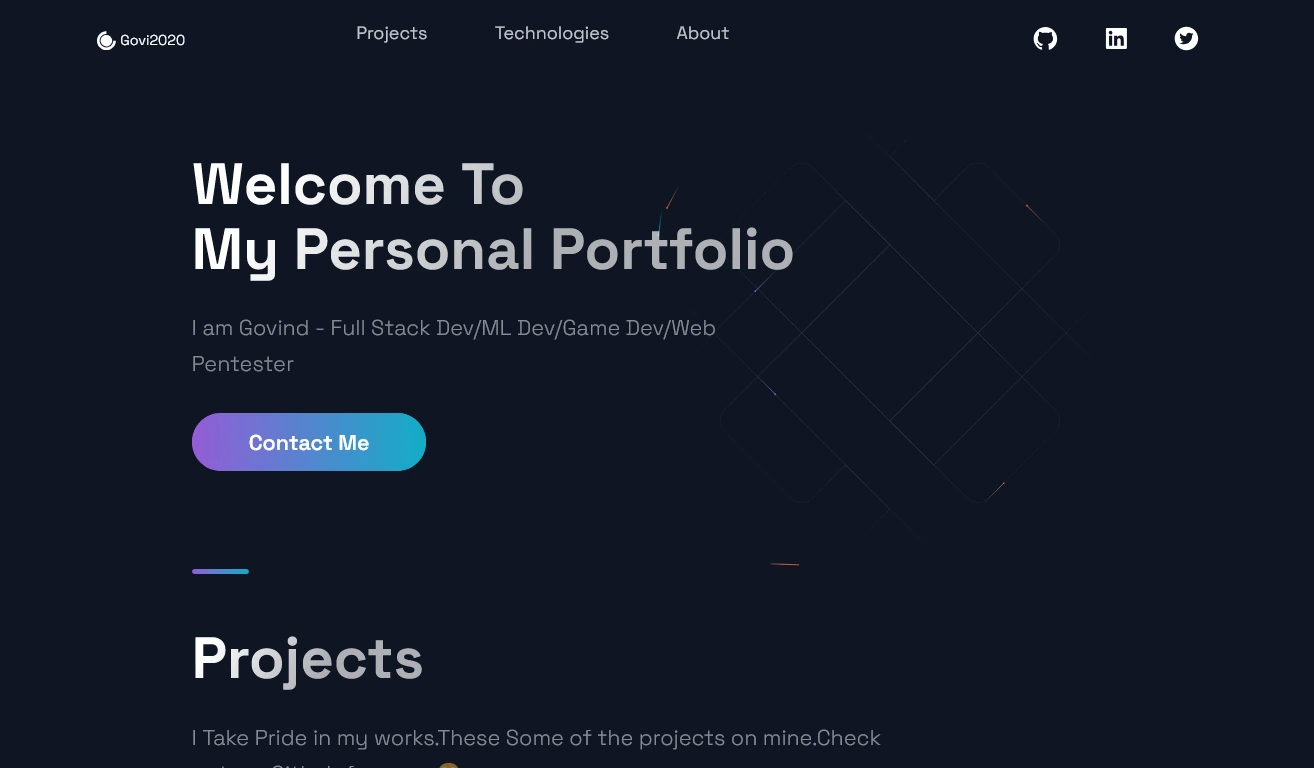 Govi2020
Projects
Technologies
About
Welcome To
My Personal Portfolio
I am Govind - Full Stack Dev/ML Dev/Game Dev/Web
Pentester
Contact Me
Projects
I Take Pride in my works.These Some of the projects on mine.Check